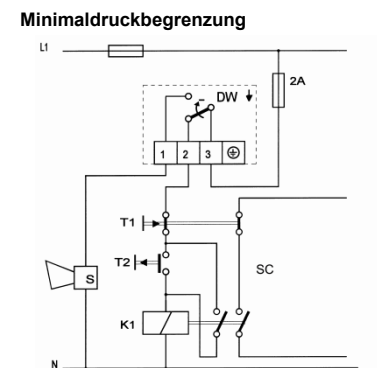 Minimaldruckbegrenzung
L1
2A
DW
1 2 3
T1
T2
S
SC
K1
N